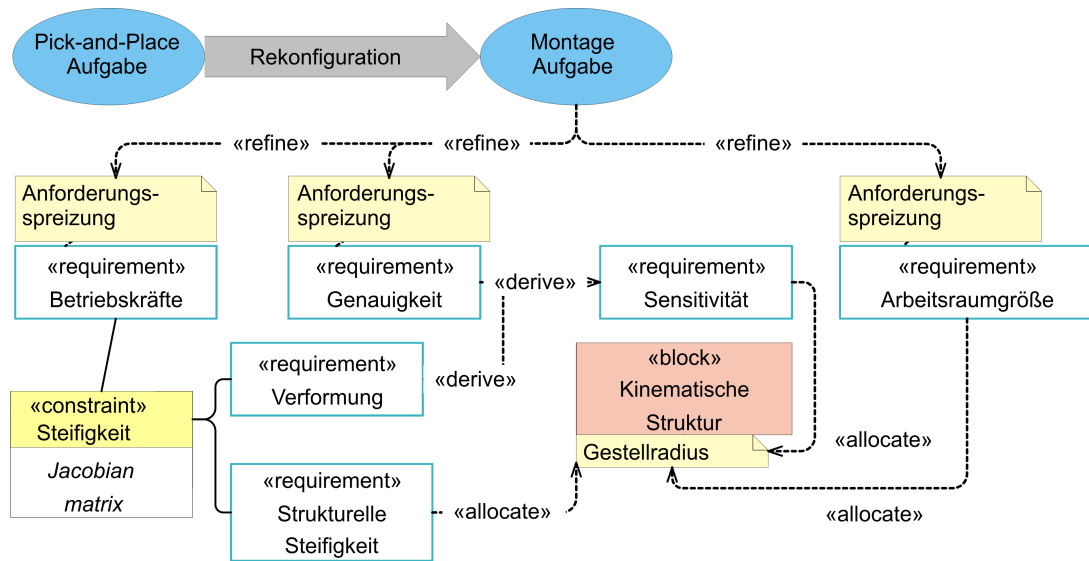 Pick-and-Place
Aufgabe
Rekonfiguration
Montage
Aufgabe
«refine»
«refine»
«refine»
Anforderungs-
spreizung
Anforderungs-
spreizung
Anforderungs-
spreizung
«requirement»
Betriebskräfte
«requirement»
Genauigkeit
«derive»
«requirement»
Sensitivität
«requirement»
Arbeitsraumgröße
«requirement»
Verformung
«derive»
«block»
Kinematische
Struktur
Gestellradius
«allocate»
«constraint»
Steifigkeit
Jacobian
matrix
«requirement»
Strukturelle
Steifigkeit
«allocate»
«allocate»